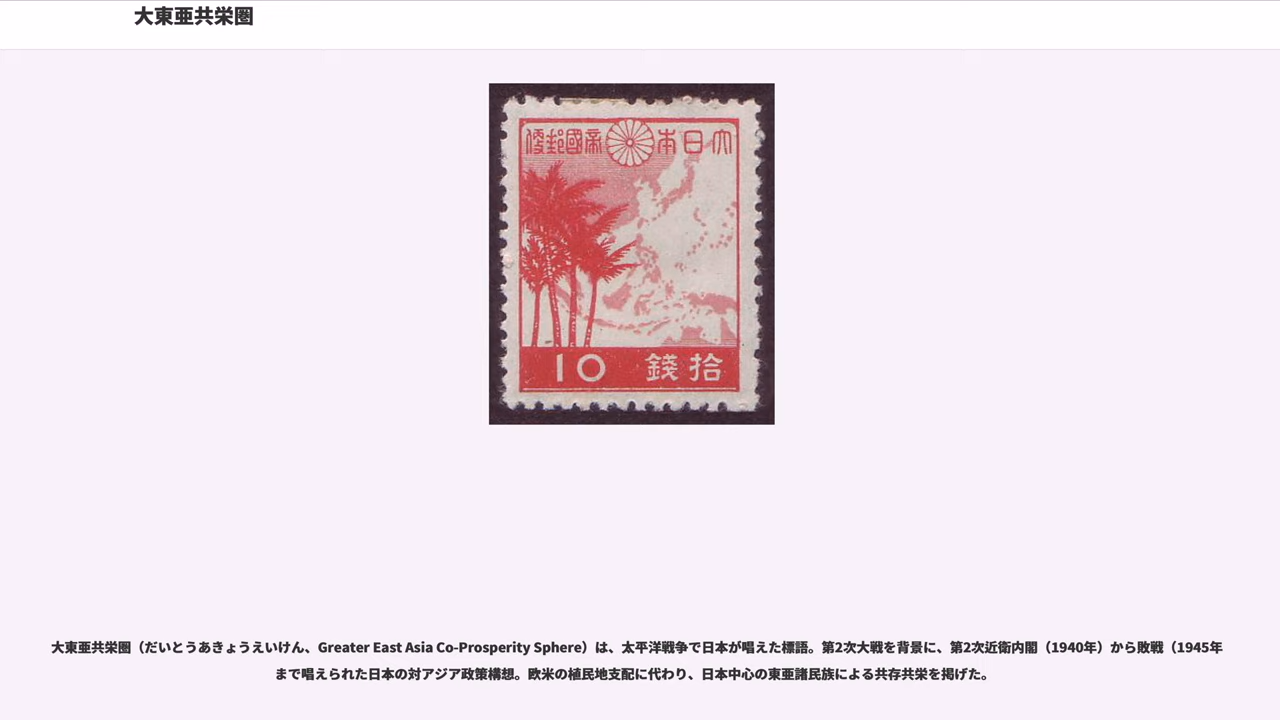 大東亜共栄圏
便郵國帝 本日大
10 錢拾
大東亜共栄圏（だいとうあきょうえいけん、Greater East Asia Co-Prosperity Sphere）は、太平洋戦争で日本が唱えた標語。第2次大戦を背景に、第2次近衛内閣（1940年）から敗戦（1945年
まで唱えられた日本の対アジア政策構想。欧米の植民地支配に代わり、日本中心の東亜諸民族による共存共栄を掲げた。